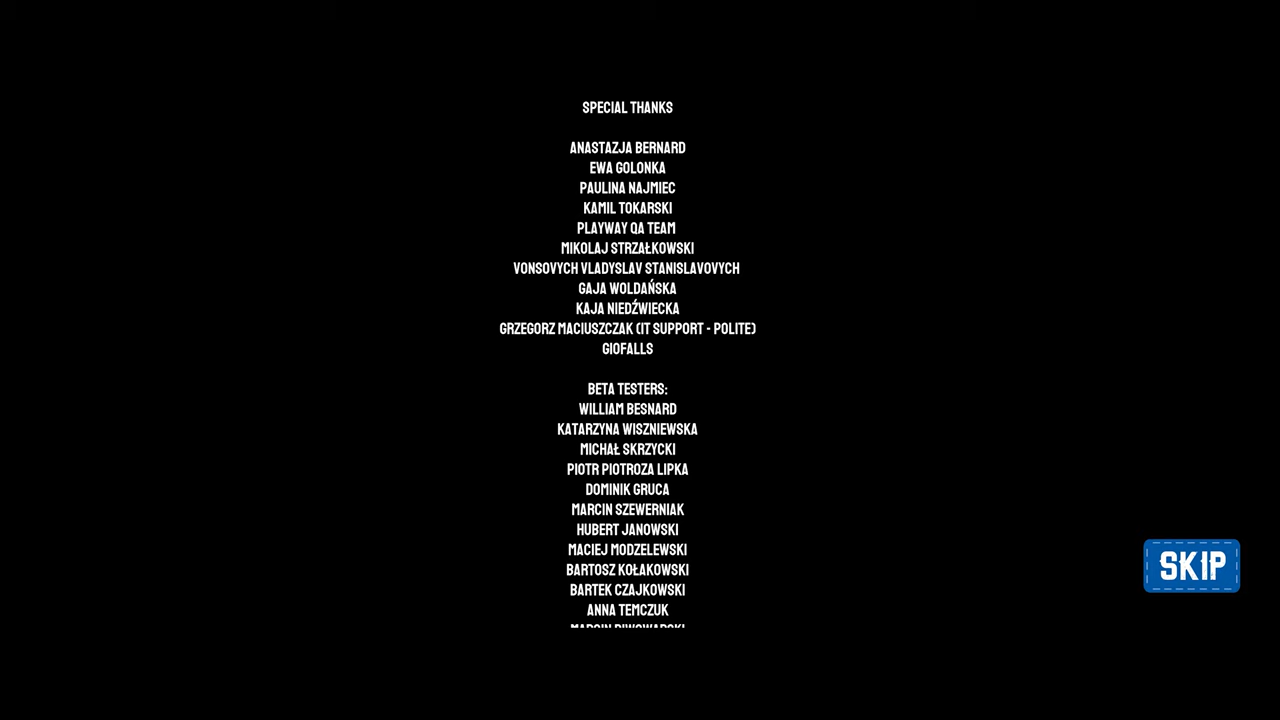 SPECIAL THANKS
ANASTAZJA BERNARD
EWA GOLONKA
PAULINA NAJMIEC
KAMIL TOKARSKI
PLAYWAY QA TEAM
MIKOLAJ STRZAŁKOWSKI
VONSOVYCH VLADYSLAV STANISLAVOVYCH
GAJA WOLDAŃSKA
KAJA NIEDŹWIECKA
GRZEGORZ MACIUSZCZAK (IT SUPPORT - POLITE)
GIOFALLS
BETA TESTERS:
WILLIAM BESNARD
KATARZYNA WISZNIEWSKA
MICHAŁ SKRZYCKI
PIOTR PIOTROZA LIPKA
DOMINIK GRUCA
MARCIN SZEWERNIAK
HUBERT JANOWSKI
MACIEJ MODZELEWSKI
BARTOSZ KOŁAKOWSKI
BARTEK CZAJKOWSKI
ANNA TEMCZUK
SKIP